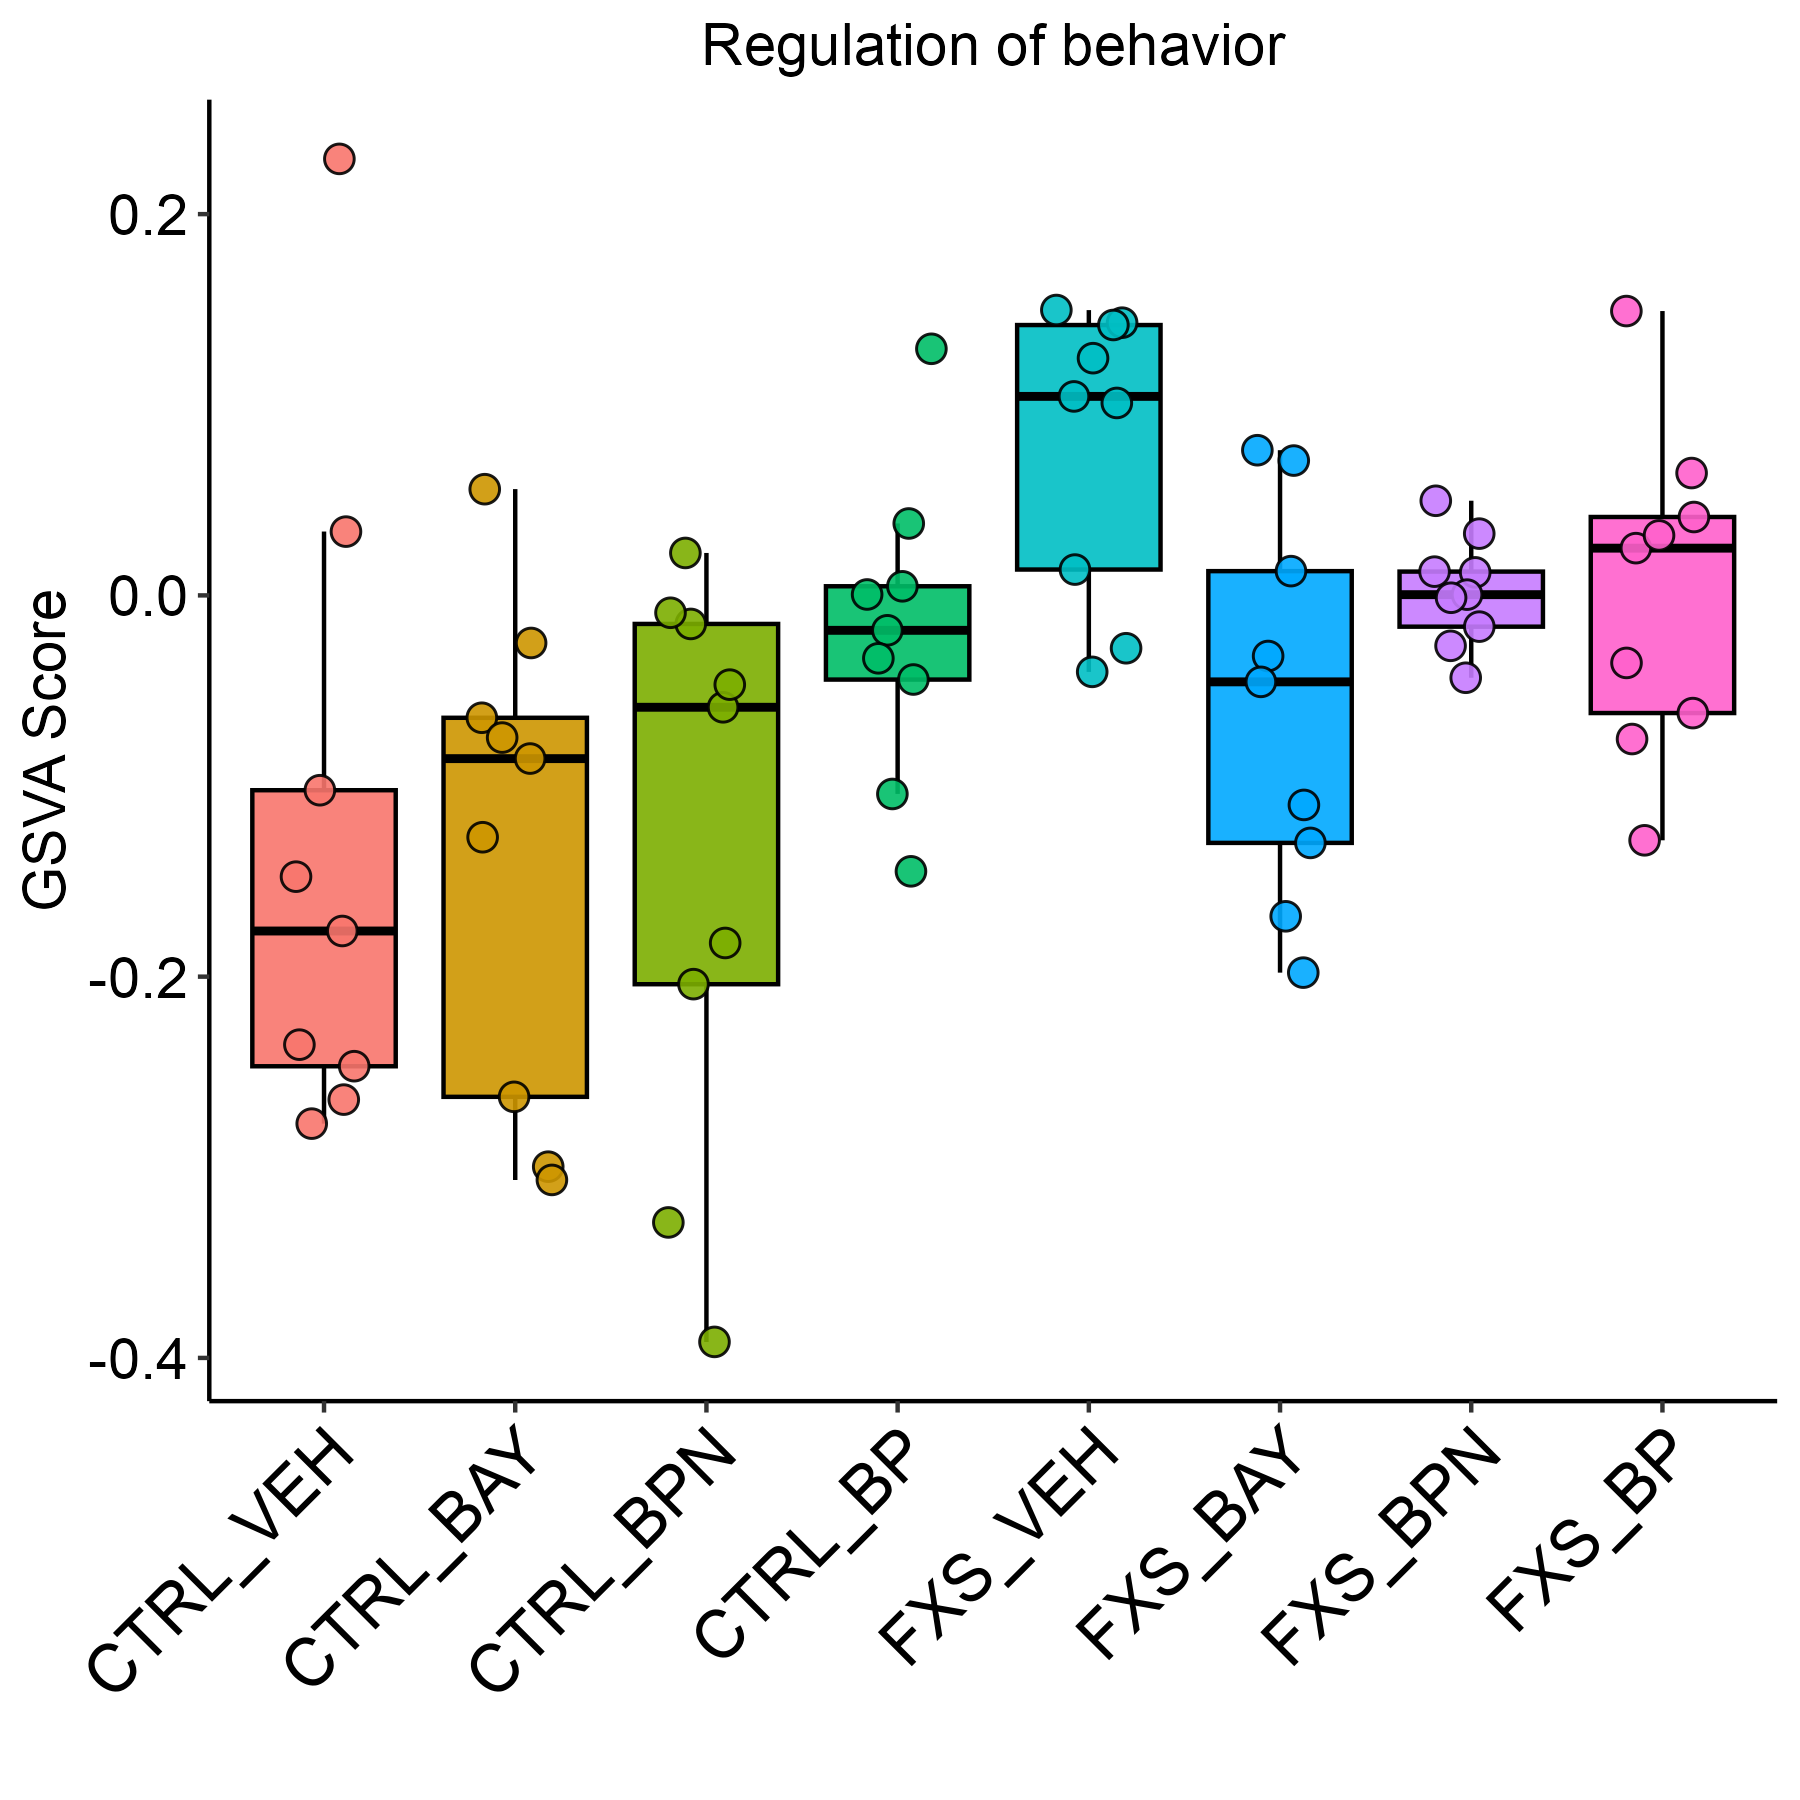 Regulation of behavior
GSVA Score
0.2
0.0
-0.2
-0.4
CTRL_VEH
CTRL_BAY
CTRL_BPN
CTRL_BP
FXS_VEH
FXS_BAY
FXS_BPN
FXS_BP